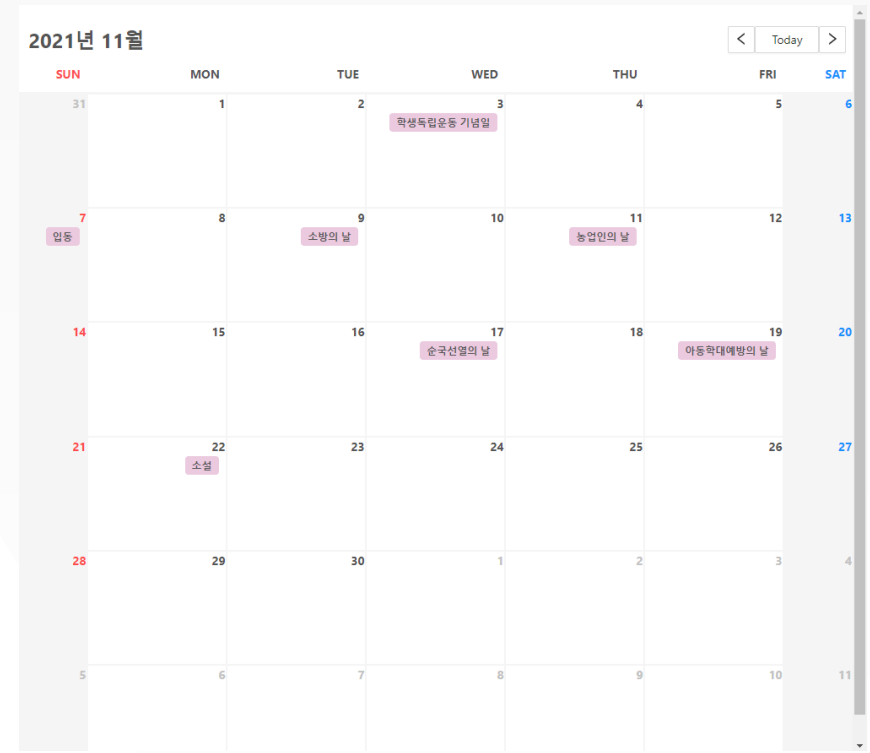 2021년 11월
Today
SUN MON TUE WED THU FRI SAT
31 1 2 3 4 5 6
학생독립운동 기념일
7 8 9 10 11 12 13
입동 소방의 날 농업인의 날
14 15 16 17 18 19 20
순국선열의 날 아동학대예방의 날
21 22 23 24 25 26 27
소설
28 29 30 1 2 3 4
5 6 7 8 9 10 11